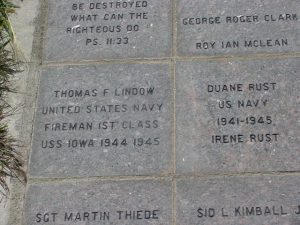 BE DESTROYED
WHAT CAN THE
RIGHTEOUS DO
PS. 11:33
GEORGE ROGER CLARK
ROY IAN MCLEAN
THOMAS F LINDOW
UNITED STATES NAVY
FIREMAN 1ST CLASS
USS IOWA 1944 1945
DUANE RUST
US NAVY
1941-1945
IRENE RUST
SGT MARTIN THIEDE
SID L KIMBALL J